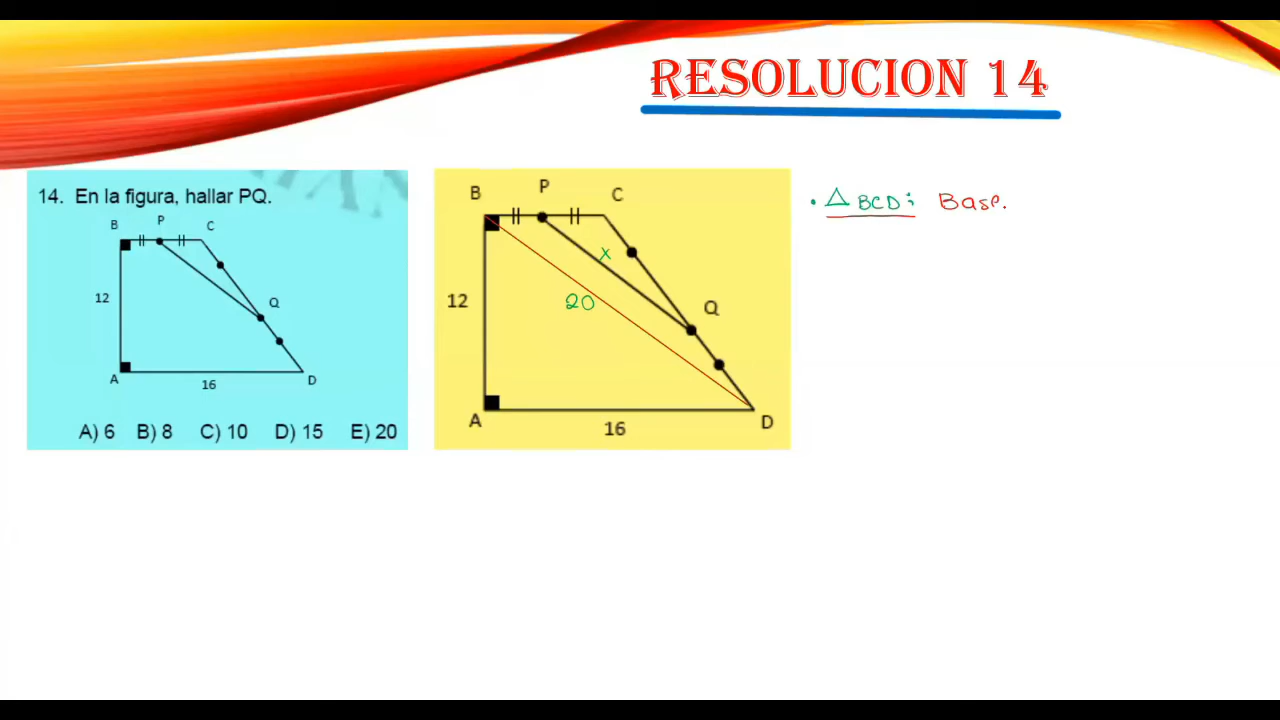 RESOLUCION 14
14. En la figura, hallar PQ.
B P C
12
Q
A 16 D
A) 6 B) 8 C) 10 D) 15 E) 20
B P C
x
12 20 Q
A 16 D
• △BCD: Base.